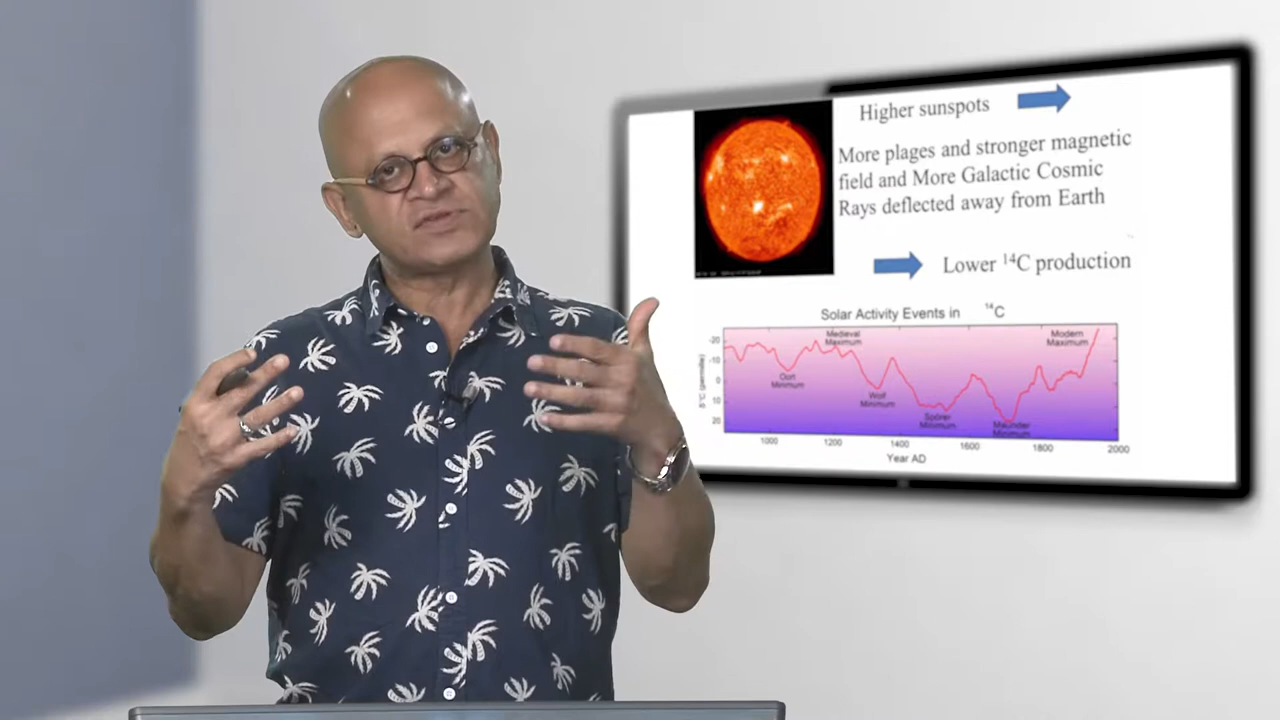 Higher sunspots
More plages and stronger magnetic
field and More Galactic Cosmic
Rays deflected away from Earth
Lower ¹⁴C production
Solar Activity Events in ¹⁴C
Medieval
Maximum
Modern
Maximum
Oort
Minimum
Wolf
Minimum
Spörer
Minimum
Maunder
Minimum
-20
-10
0
10
20
1000 1200 1400 1600 1800 2000
Year AD